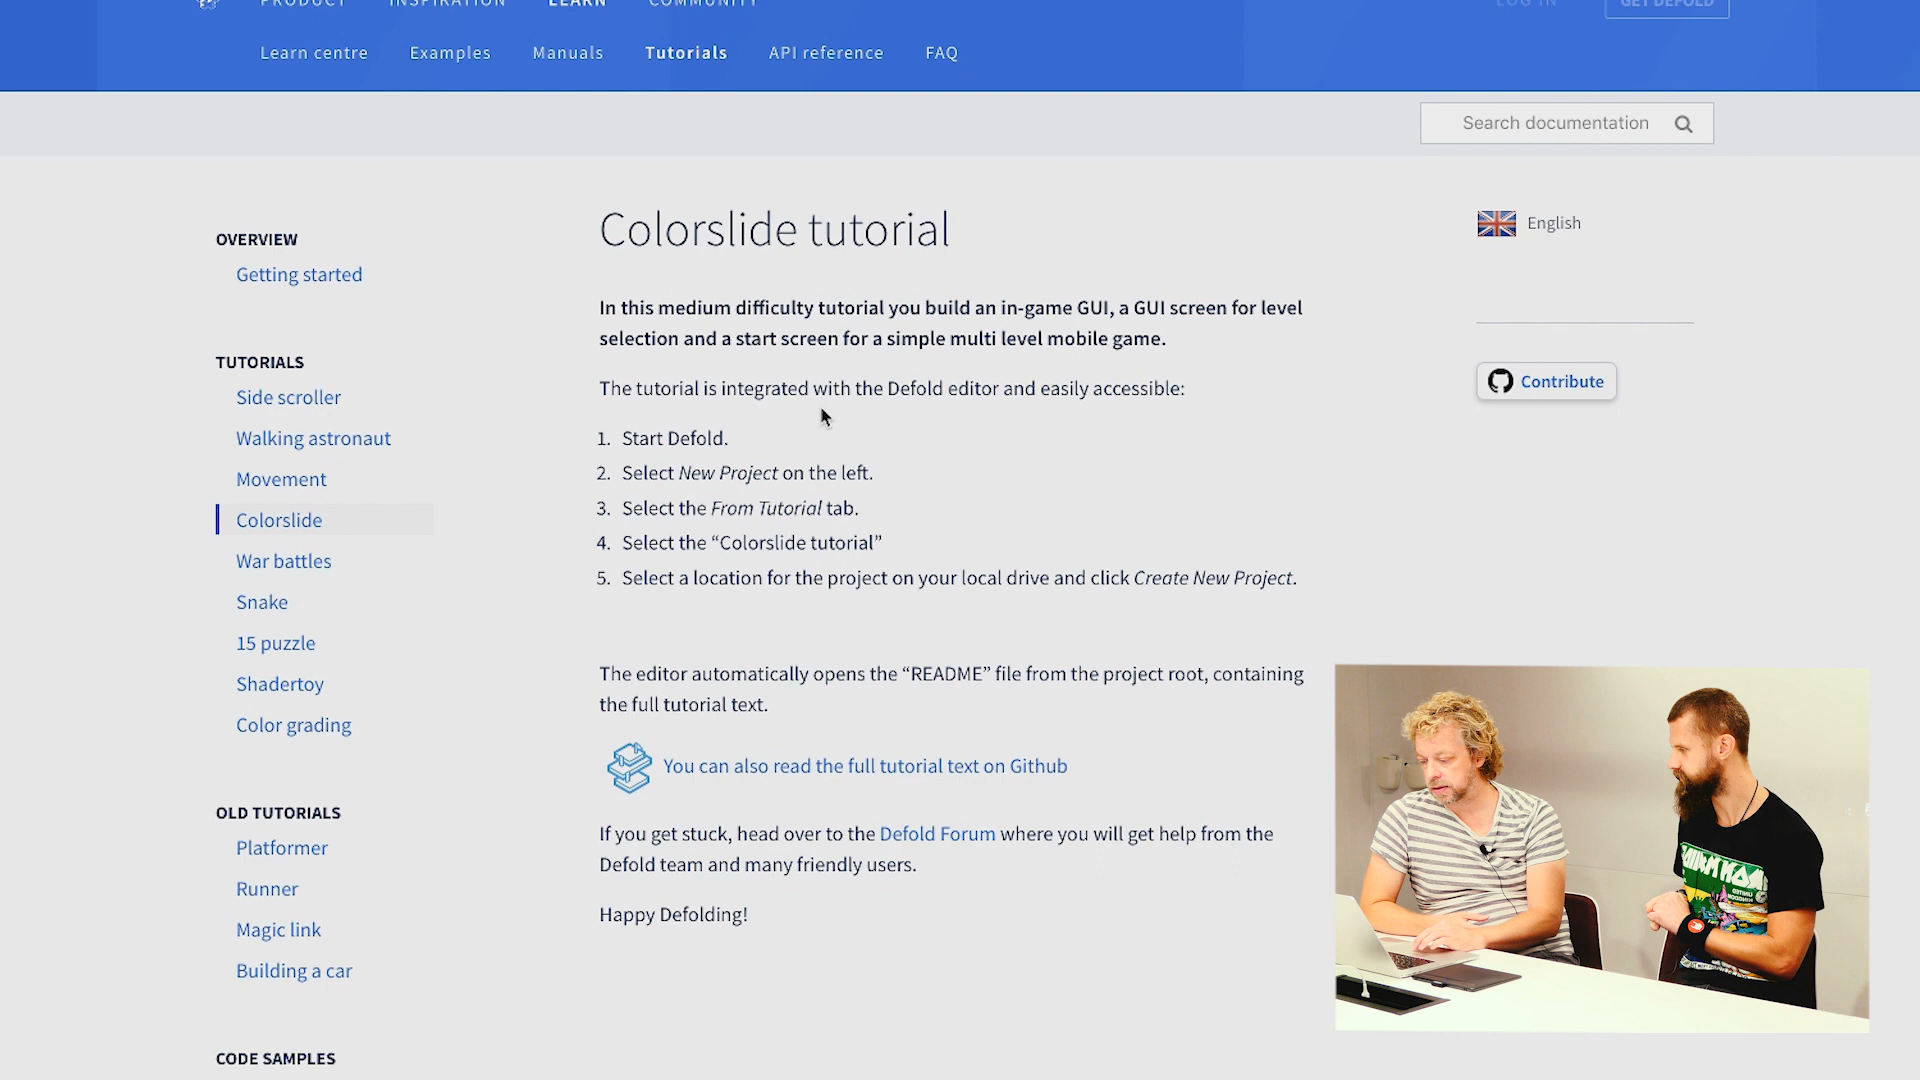 PRODUCT INSPIRATION LEARN COMMUNITY LOG IN GET DEFOLD
Learn centre Examples Manuals Tutorials API reference FAQ
Search documentation
OVERVIEW
Getting started
TUTORIALS
Side scroller
Walking astronaut
Movement
Colorslide
War battles
Snake
15 puzzle
Shadertoy
Color grading
OLD TUTORIALS
Platformer
Runner
Magic link
Building a car
CODE SAMPLES
Colorslide tutorial
In this medium difficulty tutorial you build an in-game GUI, a GUI screen for level
selection and a start screen for a simple multi level mobile game.
The tutorial is integrated with the Defold editor and easily accessible:
1. Start Defold.
2. Select New Project on the left.
3. Select the From Tutorial tab.
4. Select the “Colorslide tutorial”
5. Select a location for the project on your local drive and click Create New Project.
The editor automatically opens the “README” file from the project root, containing
the full tutorial text.
You can also read the full tutorial text on Github
If you get stuck, head over to the Defold Forum where you will get help from the
Defold team and many friendly users.
Happy Defolding!
English
Contribute